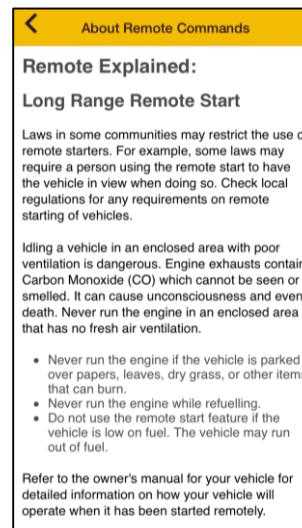 About Remote Commands
Remote Explained:
Long Range Remote Start
Laws in some communities may restrict the use o
remote starters. For example, some laws may
require a person using the remote start to have
the vehicle in view when doing so. Check local
regulations for any requirements on remote
starting of vehicles.
Idling a vehicle in an enclosed area with poor
ventilation is dangerous. Engine exhausts contain
Carbon Monoxide (CO) which cannot be seen or
smelled. It can cause unconsciousness and even
death. Never run the engine in an enclosed area
that has no fresh air ventilation.
• Never run the engine if the vehicle is parked
over papers, leaves, dry grass, or other items
that can burn.
• Never run the engine while refuelling.
• Do not use the remote start feature if the
vehicle is low on fuel. The vehicle may run
out of fuel.
Refer to the owner's manual for your vehicle for
detailed information on how your vehicle will
operate when it has been started remotely.